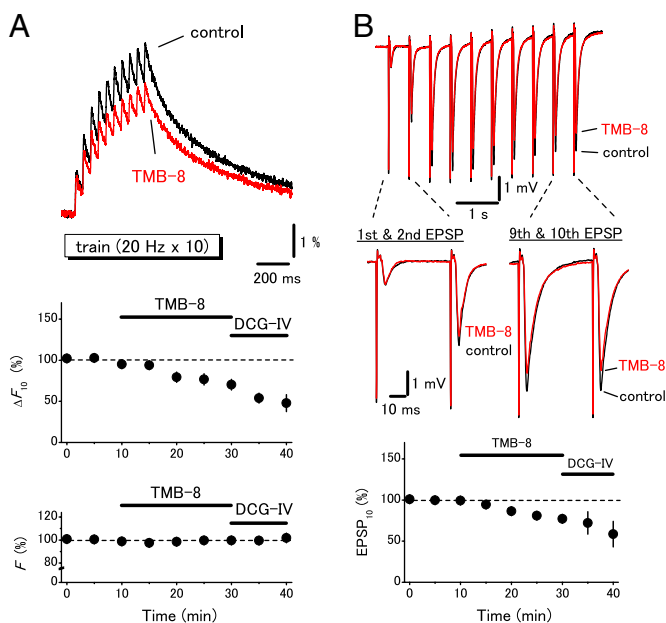 A
control
TMB-8
train (20 Hz x 10)
1 %
200 ms
TMB-8
DCG-IV
ΔF10 (%)
150
100
50
0
TMB-8
DCG-IV
F (%)
120
100
80
0
0 10 20 30 40
Time (min)
B
TMB-8
control
1 mV
1 s
1st & 2nd EPSP
9th & 10th EPSP
TMB-8
control
TMB-8
control
1 mV
10 ms
TMB-8
DCG-IV
EPSP10 (%)
150
100
50
0
0 10 20 30 40
Time (min)